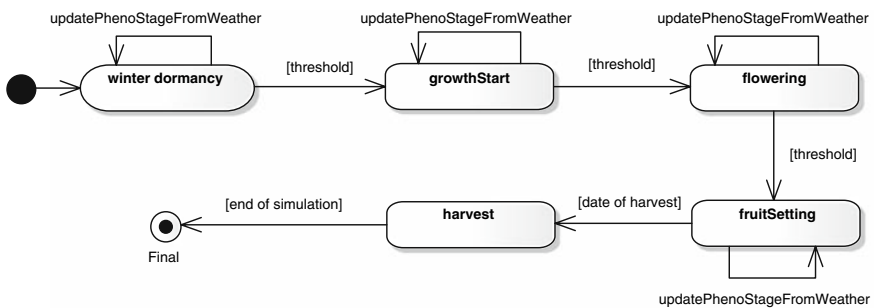 updatePhenoStageFromWeather
updatePhenoStageFromWeather
updatePhenoStageFromWeather
winter dormancy
[threshold]
growthStart
[threshold]
flowering
[threshold]
[end of simulation]
harvest
[date of harvest]
fruitSetting
Final
updatePhenoStageFromWeather